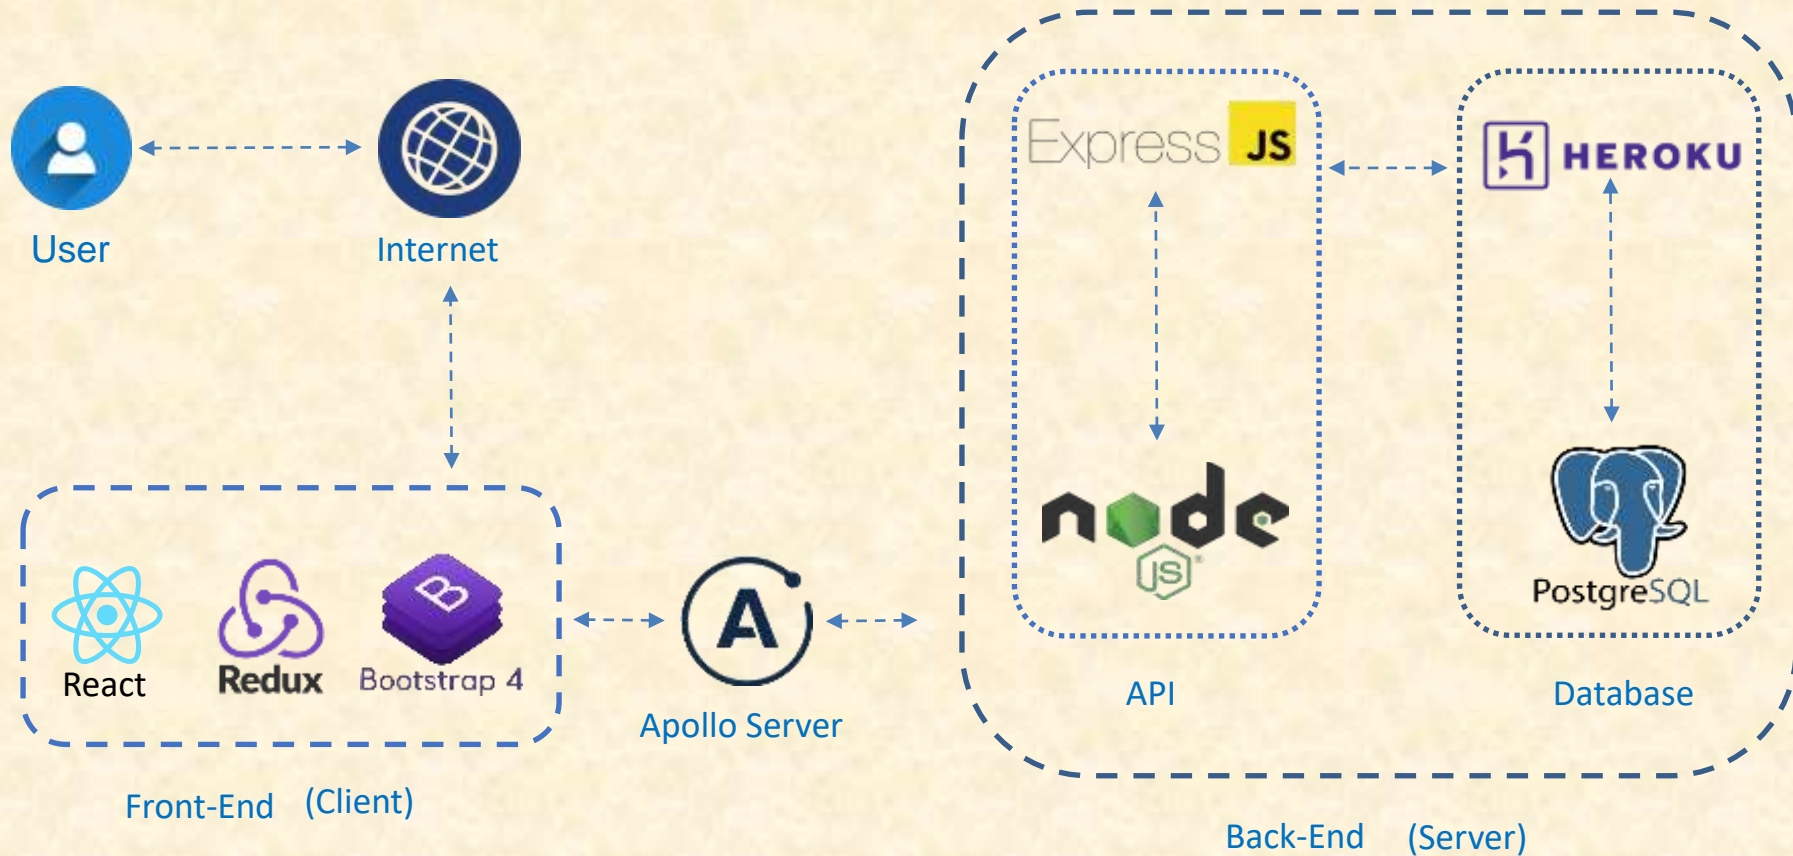 Express JS
HEROKU
User
Internet
node
JS
PostgreSQL
B
React
Redux
Bootstrap 4
A
Apollo Server
API
Database
Front-End (Client)
Back-End (Server)